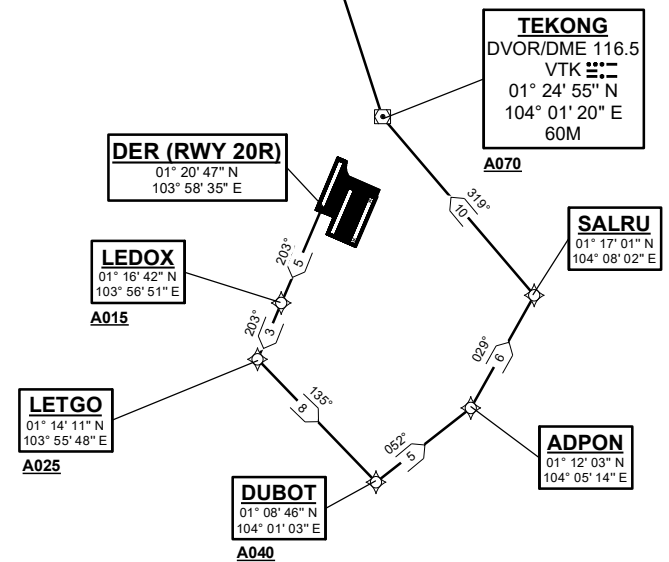 TEKONG
DVOR/DME 116.5
VTK
01° 24' 55" N
104° 01' 20" E
60M
A070
DER (RWY 20R)
01° 20' 47" N
103° 58' 35" E
319°
10
SALRU
01° 17' 01" N
104° 08' 02" E
203°
5
LEDOX
01° 16' 42" N
103° 56' 51" E
A015
203°
3
029°
6
LETGO
01° 14' 11" N
103° 55' 48" E
A025
135°
8
052°
5
ADPON
01° 12' 03" N
104° 05' 14" E
DUBOT
01° 08' 46" N
104° 01' 03" E
A040